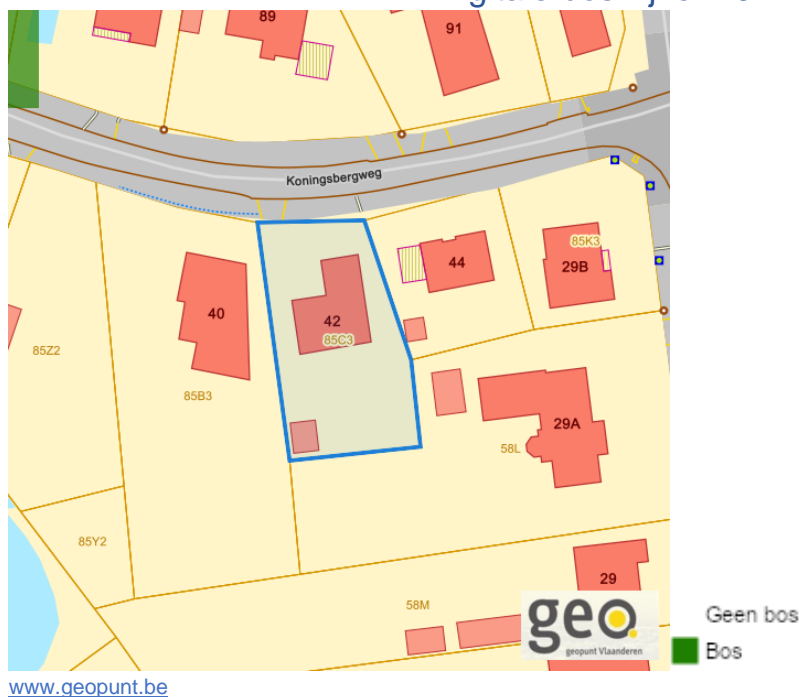 89
91
Koningsbergweg
85K3
44
29B
40
42
85C3
85Z2
85B3
29A
58L
85Y2
29
58M
geo
geopunt Vlaanderen
Geen bos
Bos
www.geopunt.be